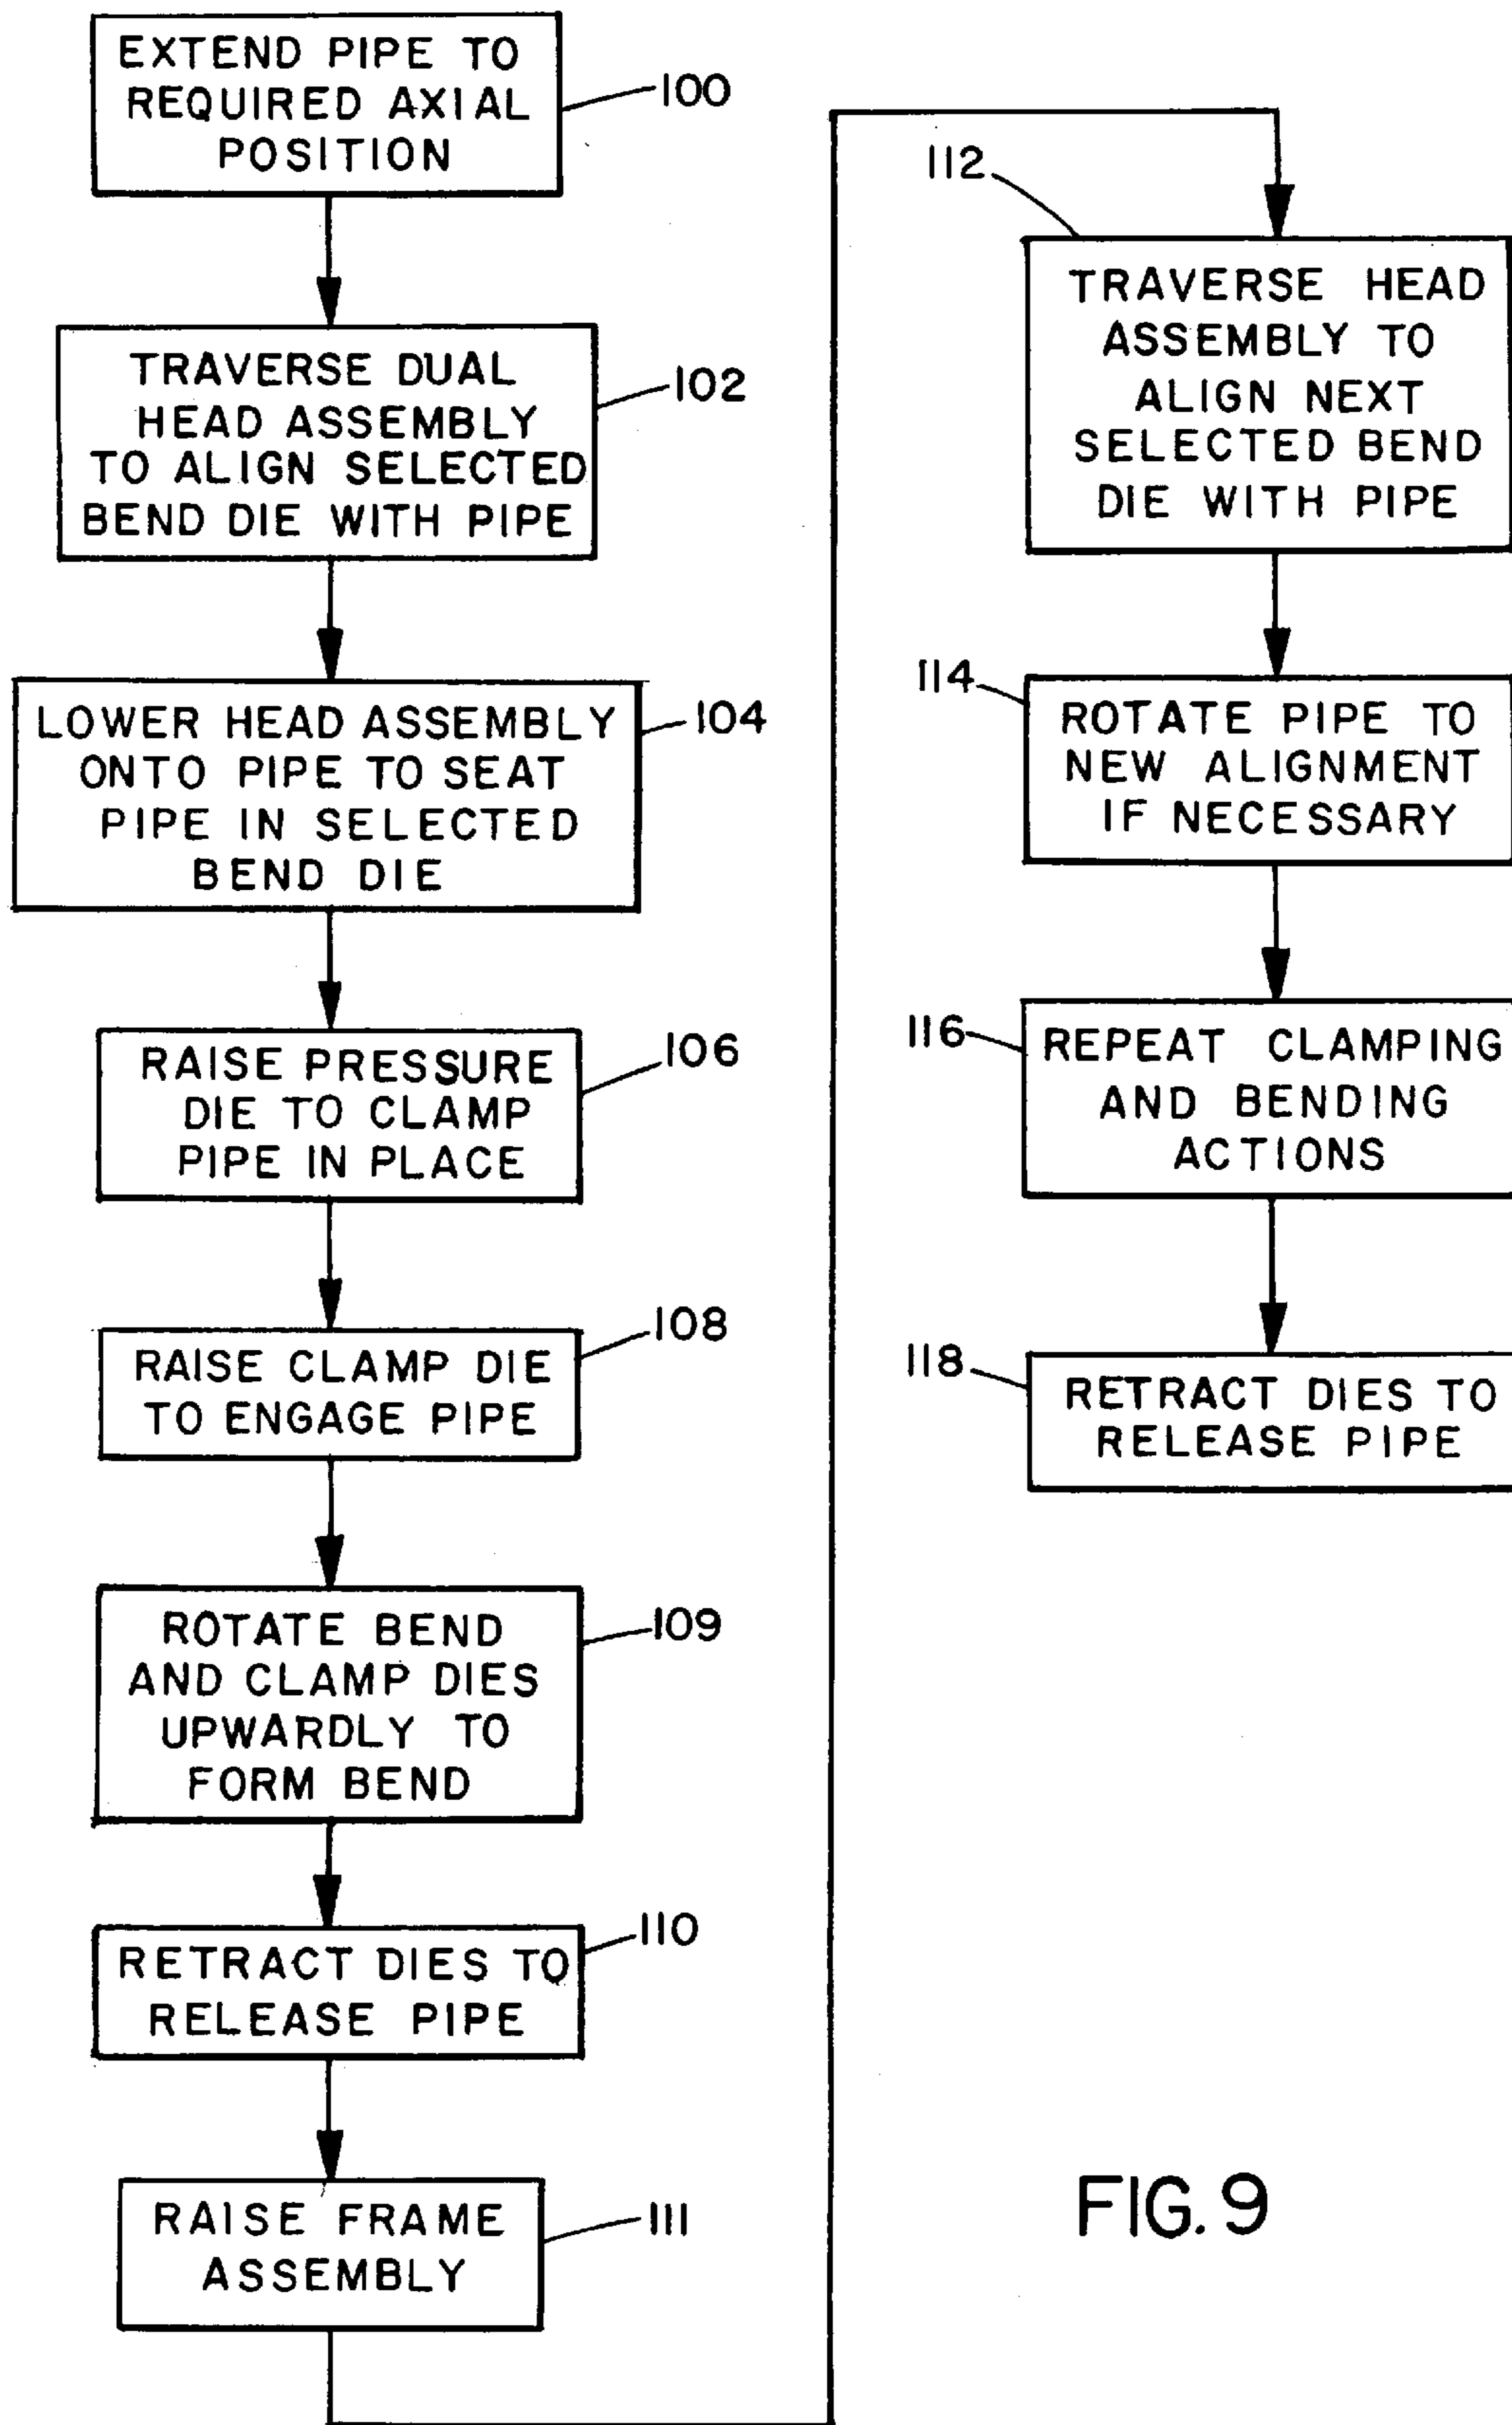 EXTEND PIPE TO
REQUIRED AXIAL
POSITION
100
TRAVERSE DUAL
HEAD ASSEMBLY
TO ALIGN SELECTED
BEND DIE WITH PIPE
102
LOWER HEAD ASSEMBLY
ONTO PIPE TO SEAT
PIPE IN SELECTED
BEND DIE
104
RAISE PRESSURE
DIE TO CLAMP
PIPE IN PLACE
106
RAISE CLAMP DIE
TO ENGAGE PIPE
108
ROTATE BEND
AND CLAMP DIES
UPWARDLY TO
FORM BEND
109
RETRACT DIES TO
RELEASE PIPE
110
RAISE FRAME
ASSEMBLY
111
112
TRAVERSE HEAD
ASSEMBLY TO
ALIGN NEXT
SELECTED BEND
DIE WITH PIPE
114
ROTATE PIPE TO
NEW ALIGNMENT
IF NECESSARY
116
REPEAT CLAMPING
AND BENDING
ACTIONS
118
RETRACT DIES TO
RELEASE PIPE
FIG. 9